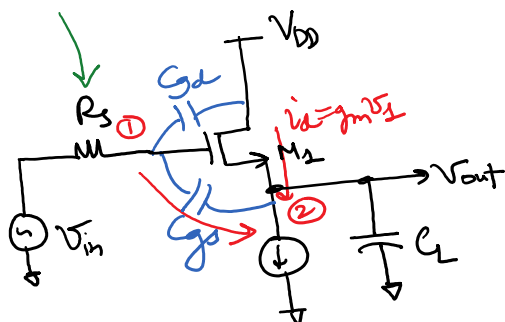 VDD
Cgd
Rs
①
id=gmv1
M1
Vout
②
Vin
Cgs
CL